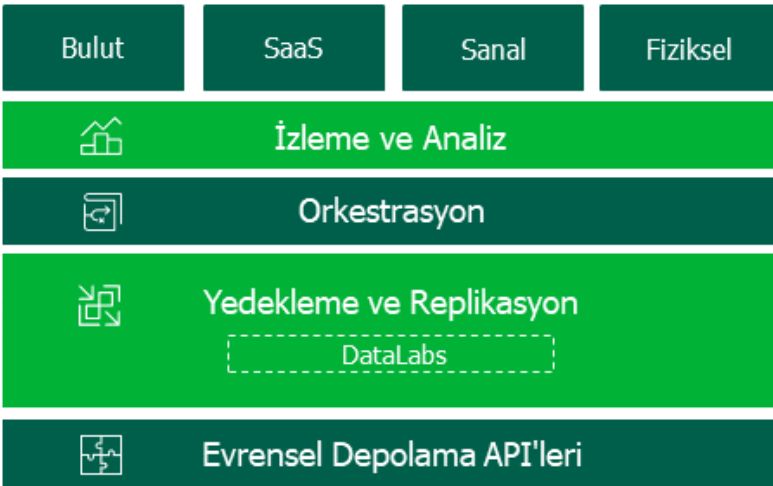 Bulut
SaaS
Sanal
Fiziksel
İzleme ve Analiz
Orkestrasyon
Yedekleme ve Replikasyon
DataLabs
Evrensel Depolama API'leri